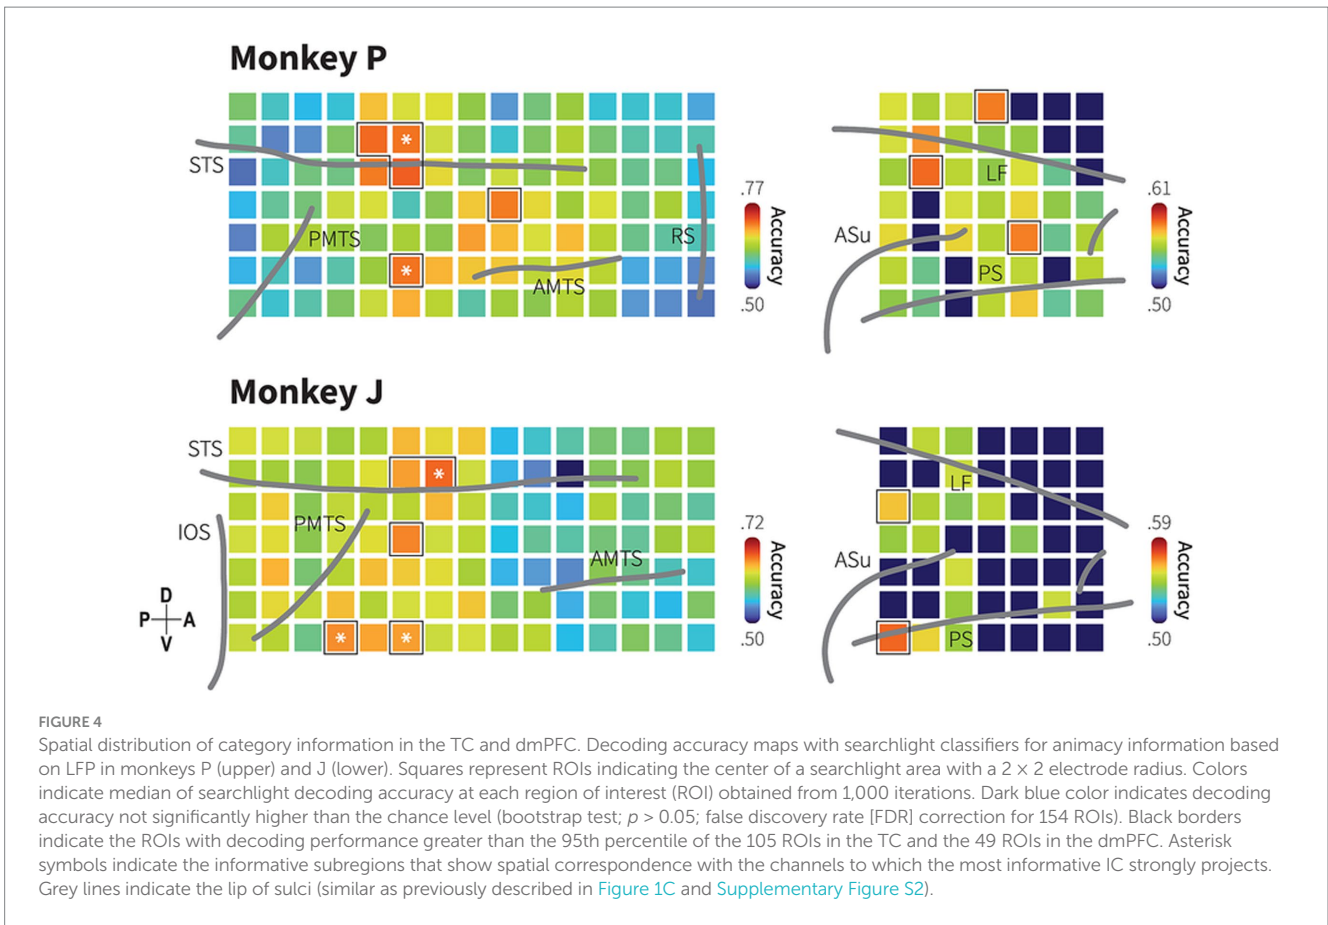 Monkey P
STS
PMTS
AMTS
RS
.77
Accuracy
.50
LF
ASu
PS
.61
Accuracy
.50
*
*
Monkey J
STS
IOS
PMTS
AMTS
.72
Accuracy
.50
LF
ASu
PS
.59
Accuracy
.50
*
*
*
D
P A
V
FIGURE 4
Spatial distribution of category information in the TC and dmPFC. Decoding accuracy maps with searchlight classifiers for animacy information based
on LFP in monkeys P (upper) and J (lower). Squares represent ROIs indicating the center of a searchlight area with a 2 × 2 electrode radius. Colors
indicate median of searchlight decoding accuracy at each region of interest (ROI) obtained from 1,000 iterations. Dark blue color indicates decoding
accuracy not significantly higher than the chance level (bootstrap test; p > 0.05; false discovery rate [FDR] correction for 154 ROIs). Black borders
indicate the ROIs with decoding performance greater than the 95th percentile of the 105 ROIs in the TC and the 49 ROIs in the dmPFC. Asterisk
symbols indicate the informative subregions that show spatial correspondence with the channels to which the most informative IC strongly projects.
Grey lines indicate the lip of sulci (similar as previously described in Figure 1C and Supplementary Figure S2).